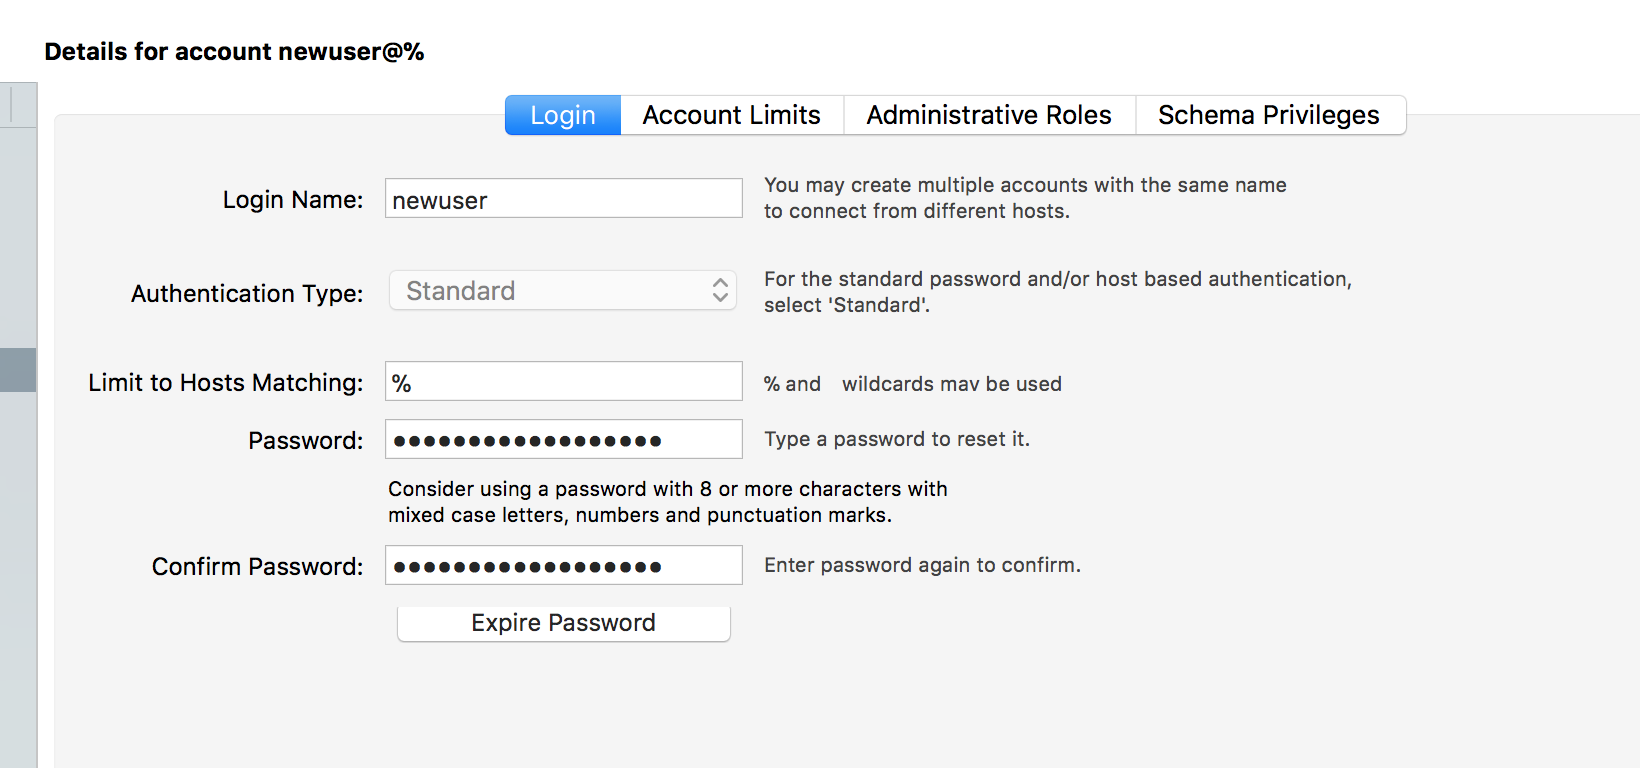 Details for account newuser@%
Login Account Limits Administrative Roles Schema Privileges
Login Name: newuser You may create multiple accounts with the same name
to connect from different hosts.
Authentication Type: Standard For the standard password and/or host based authentication,
select 'Standard'.
Limit to Hosts Matching: % % and wildcards may be used
Password: ●●●●●●●●●●●●●●●●●● Type a password to reset it.
Consider using a password with 8 or more characters with
mixed case letters, numbers and punctuation marks.
Confirm Password: ●●●●●●●●●●●●●●●●●● Enter password again to confirm.
Expire Password